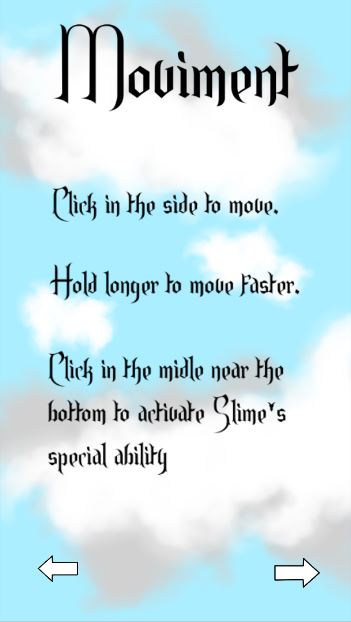 Moviment
Click in the side to move.
Hold longer to move faster.
Click in the midle near the
bottom to activate Slime's
special ability